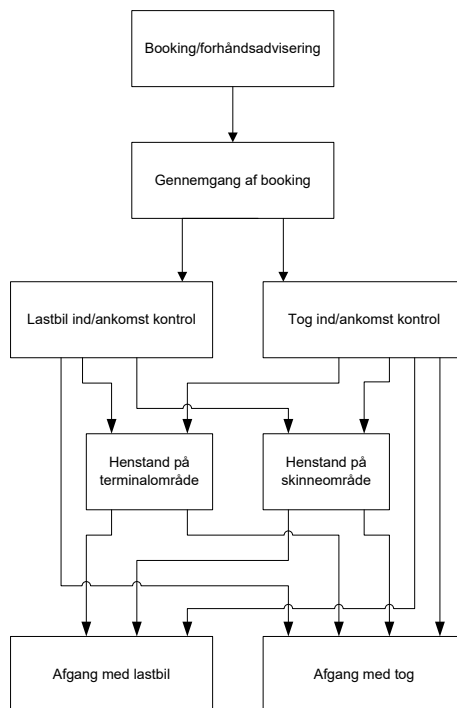 Booking/forhåndsadvisering
Gennemgang af booking
Lastbil ind/ankomst kontrol
Tog ind/ankomst kontrol
Henstand på
terminalområde
Henstand på
skinneområde
Afgang med lastbil
Afgang med tog